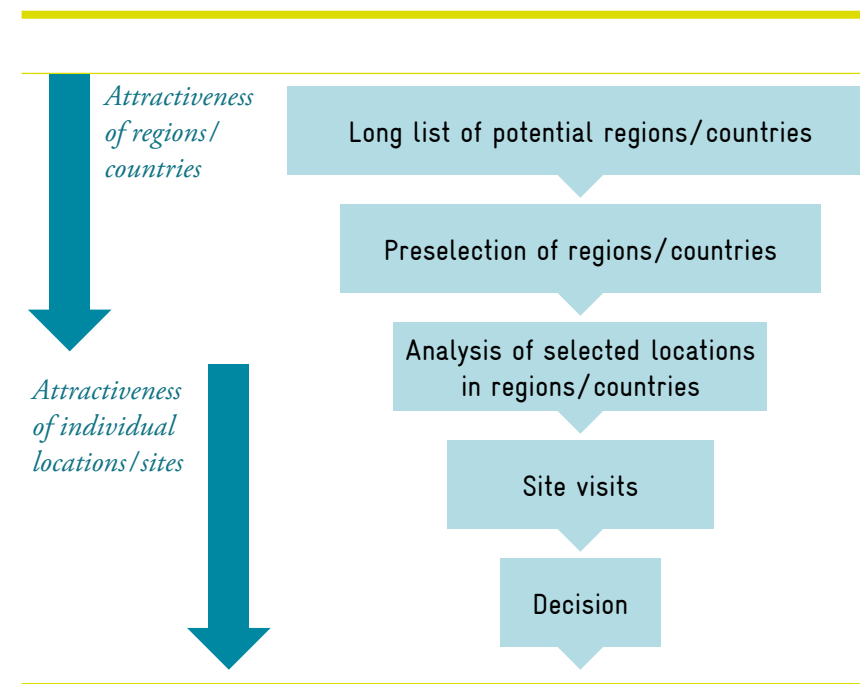 Attractiveness
of regions/
countries
Long list of potential regions/countries
Preselection of regions/countries
Analysis of selected locations
in regions/countries
Attractiveness
of individual
locations/sites
Site visits
Decision